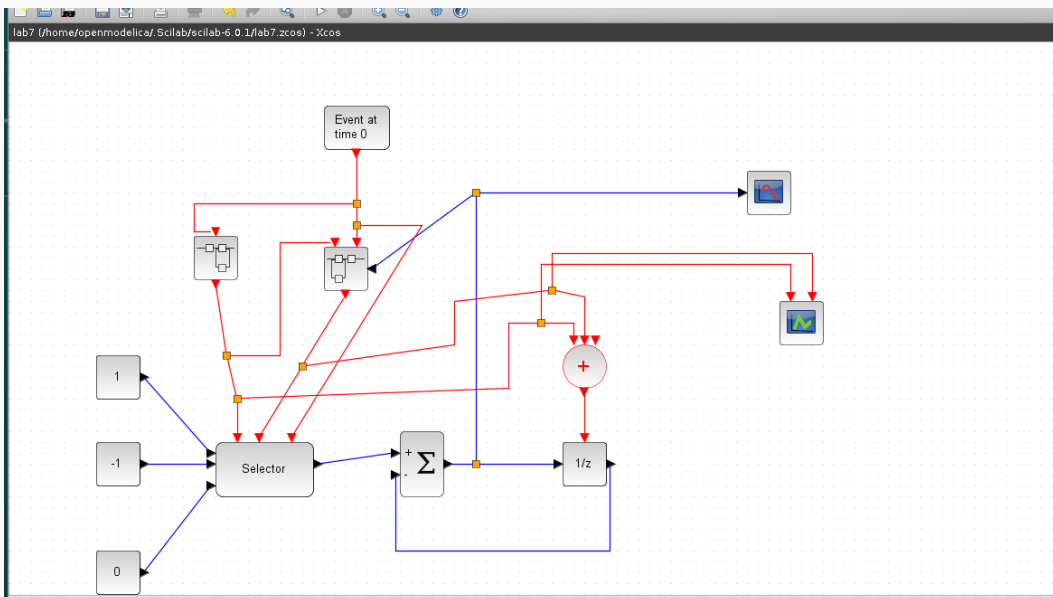 lab7 (/home/openmodelica/.Scilab/scilab-6.0.1/lab7.zcos) - Xcos
Event at
time 0
1
+
-1
Selector
+
-
Σ
1/z
0